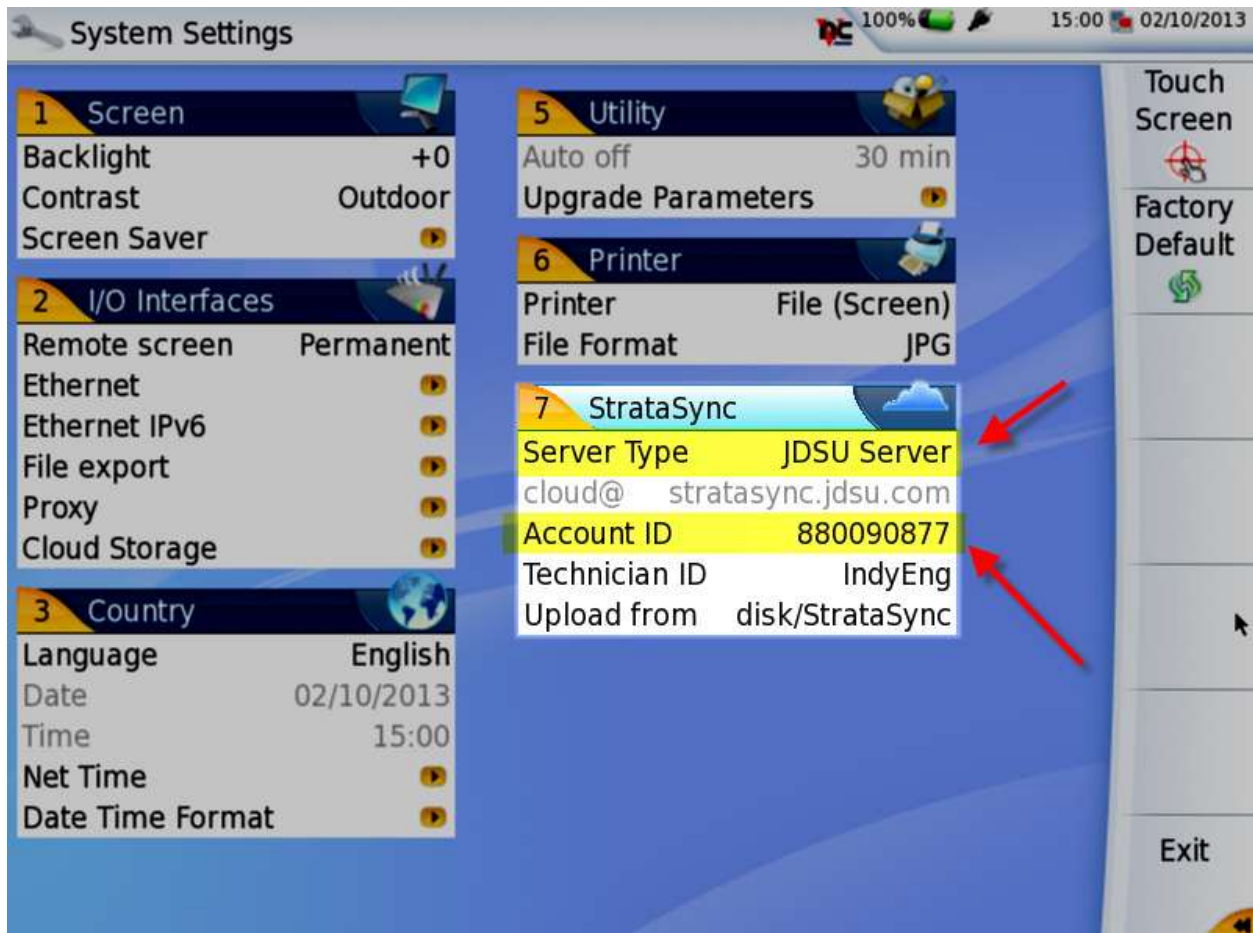 System Settings
100%
15:00 02/10/2013
1 Screen
Backlight +0
Contrast Outdoor
Screen Saver
2 I/O Interfaces
Remote screen Permanent
Ethernet
Ethernet IPv6
File export
Proxy
Cloud Storage
3 Country
Language English
Date 02/10/2013
Time 15:00
Net Time
Date Time Format
5 Utility
Auto off 30 min
Upgrade Parameters
6 Printer
Printer File (Screen)
File Format JPG
7 StrataSync
Server Type JDSU Server
cloud@ stratasync.jdsu.com
Account ID 880090877
Technician ID IndyEng
Upload from disk/StrataSync
Touch
Screen
Factory
Default
Exit